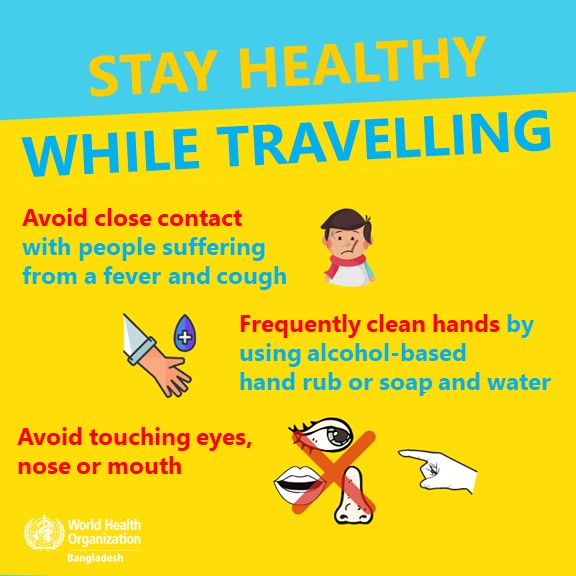 STAY HEALTHY
WHILE TRAVELLING
Avoid close contact
with people suffering
from a fever and cough
Frequently clean hands by
using alcohol-based
hand rub or soap and water
Avoid touching eyes,
nose or mouth
World Health
Organization
Bangladesh